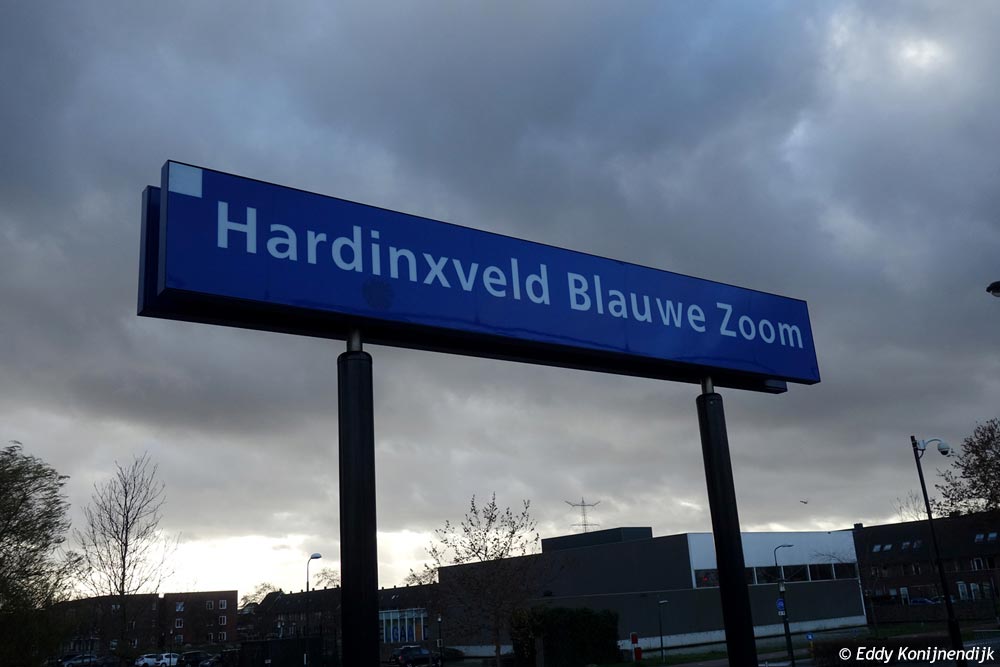 Hardinxveld Blauwe Zoom
© Eddy Konijnendijk